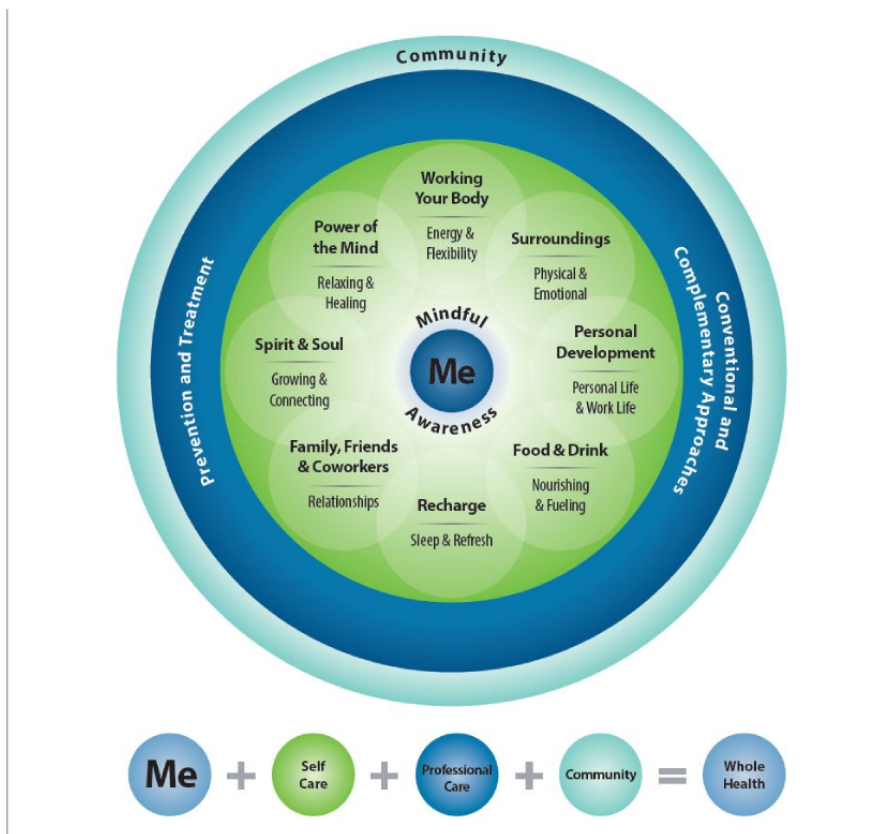 Community
Working
Your Body
Energy &
Flexibility
Surroundings
Physical &
Emotional
Personal
Development
Personal Life
& Work Life
Food & Drink
Nourishing
& Fueling
Recharge
Sleep & Refresh
Family, Friends
& Coworkers
Relationships
Spirit & Soul
Growing &
Connecting
Power of
the Mind
Relaxing &
Healing
Mindful
Me
Awareness
Prevention and Treatment
Conventional and
Complementary Approaches
Me + Self Care + Professional Care + Community = Whole Health